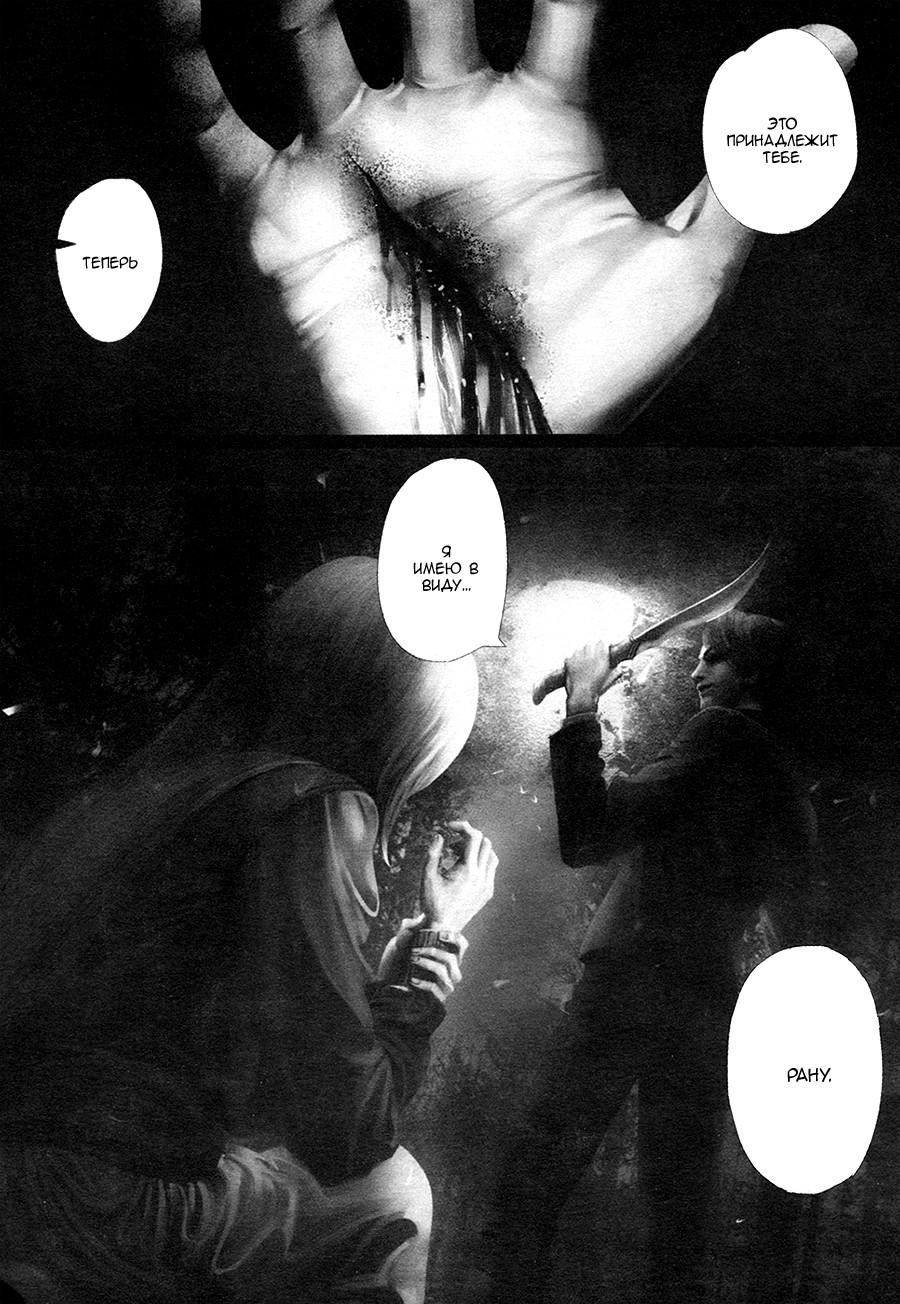 ТЕПЕРЬ
ЭТО
ПРИНАДЛЕЖИТ
ТЕБЕ.
Я
ИМЕЮ В
ВИДУ...
РАНУ.